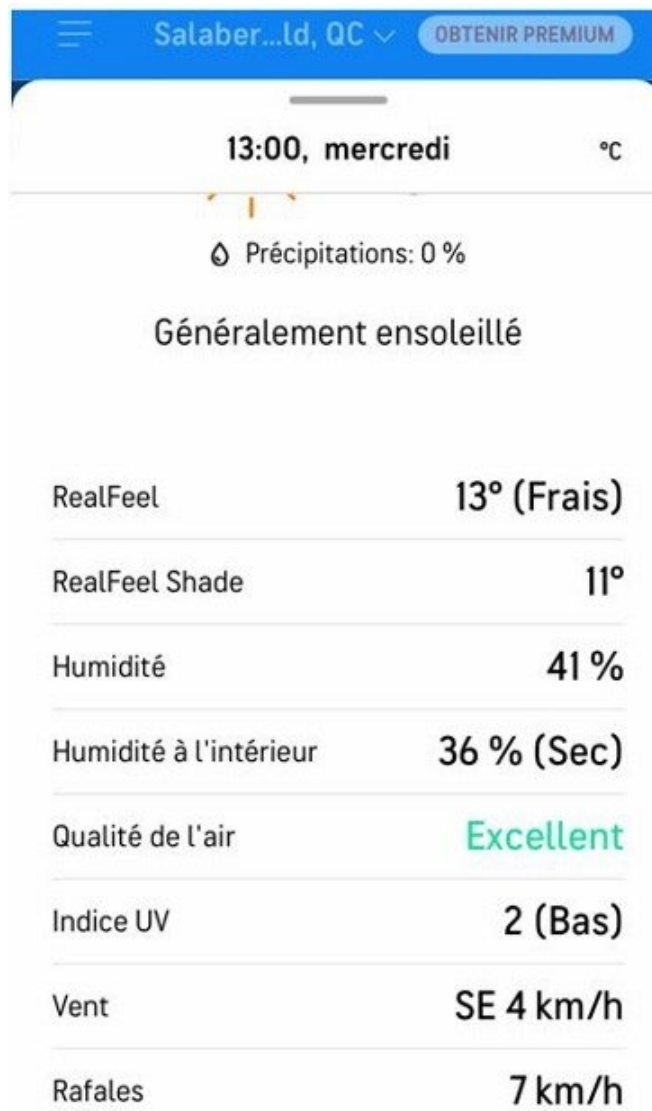 Salaber...ld, QC OBTENIR PREMIUM
13:00, mercredi °C
Précipitations: 0 %
Généralement ensoleillé
RealFeel 13° (Frais)
RealFeel Shade 11°
Humidité 41 %
Humidité à l'intérieur 36 % (Sec)
Qualité de l'air Excellent
Indice UV 2 (Bas)
Vent SE 4 km/h
Rafales 7 km/h